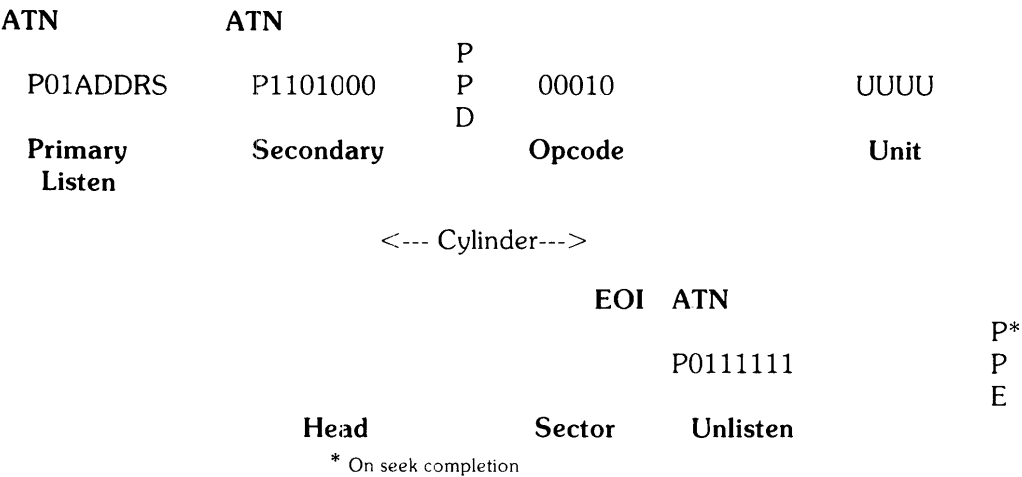 ATN ATN
P
P01ADDRS P1101000 P 00010 UUUU
D
Primary Secondary Opcode Unit
Listen
<--- Cylinder--->
EOI ATN
P*
P0111111 P
E
Head Sector Unlisten
* On seek completion